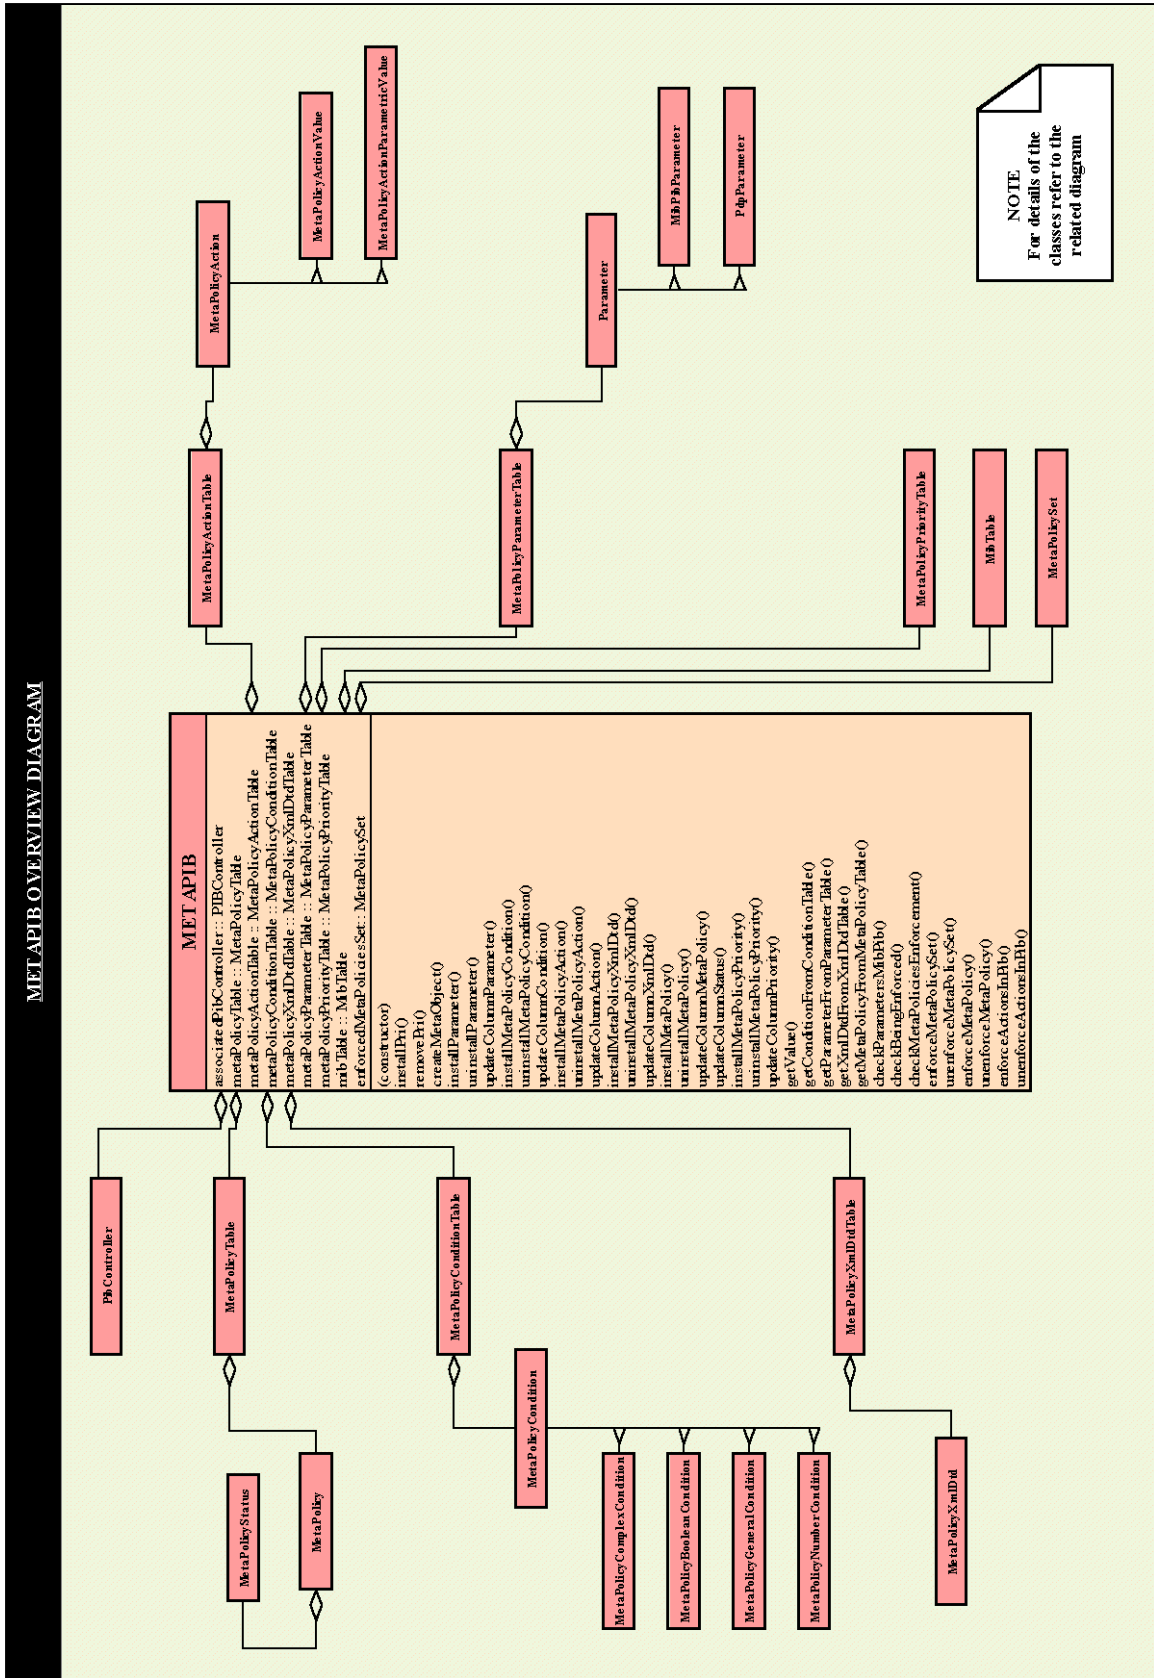 METAPIB OVERVIEW DIAGRAM
PibController
MetaPolicyTable
MetaPolicyStatus
MetaPolicy
MetaPolicyConditionTable
MetaPolicyCondition
MetaPolicyComplexCondition
MetaPolicyBooleanCondition
MetaPolicyGeneralCondition
MetaPolicyNumberCondition
MetaPolicyXmlDtdTable
MetaPolicyXmlDtd
METAPIB
associatedPibController :: PIBController
metaPolicyTable :: MetaPolicyTable
metaPolicyActionTable :: MetaPolicyActionTable
metaPolicyConditionTable :: MetaPolicyConditionTable
metaPolicyXmlDtdTable :: MetaPolicyXmlDtdTable
metaPolicyParameterTable :: MetaPolicyParameterTable
metaPolicyPriorityTable :: MetaPolicyPriorityTable
mibTable :: MibTable
enforcedMetaPoliciesSet :: MetaPolicySet
(constructor)
installPri()
removePri()
createMetaObject()
installParameter()
uninstallParameter()
updateColumnParameter()
installMetaPolicyCondition()
uninstallMetaPolicyCondition()
updateColumnCondition()
installMetaPolicyAction()
uninstallMetaPolicyAction()
updateColumnAction()
installMetaPolicyXmlDtd()
uninstallMetaPolicyXmlDtd()
updateColumnXmlDtd()
installMetaPolicy()
uninstallMetaPolicy()
updateColumnMetaPolicy()
updateColumnStatus()
installMetaPolicyPriority()
uninstallMetaPolicyPriority()
updateColumnPriority()
getValue()
getConditionFromConditionTable()
getParameterFromParameterTable()
getXmlDtdFromXmlDtdTable()
getMetaPolicyFromMetaPolicyTable()
checkParametersMibPib()
checkBeingEnforced()
checkMetaPoliciesEnforcement()
enforceMetaPolicySet()
unenforceMetaPolicySet()
enforceMetaPolicy()
unenforceMetaPolicy()
enforceActionsInPib()
unenforceActionsInPib()
MetaPolicyActionTable
MetaPolicyAction
MetaPolicyActionValue
MetaPolicyActionParametricValue
MetaPolicyParameterTable
Parameter
MibPibParameter
PdpParameter
MetaPolicyPriorityTable
MibTable
MetaPolicySet
NOTE
For details of the
classes refer to the
related diagram